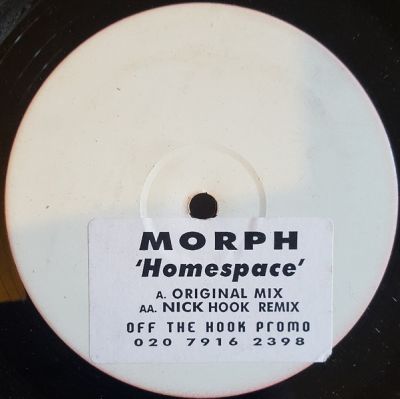 MORPH
'Homespace'
A. ORIGINAL MIX
AA. NICK HOOK REMIX
OFF THE HOOK PROMO
020 7916 2398